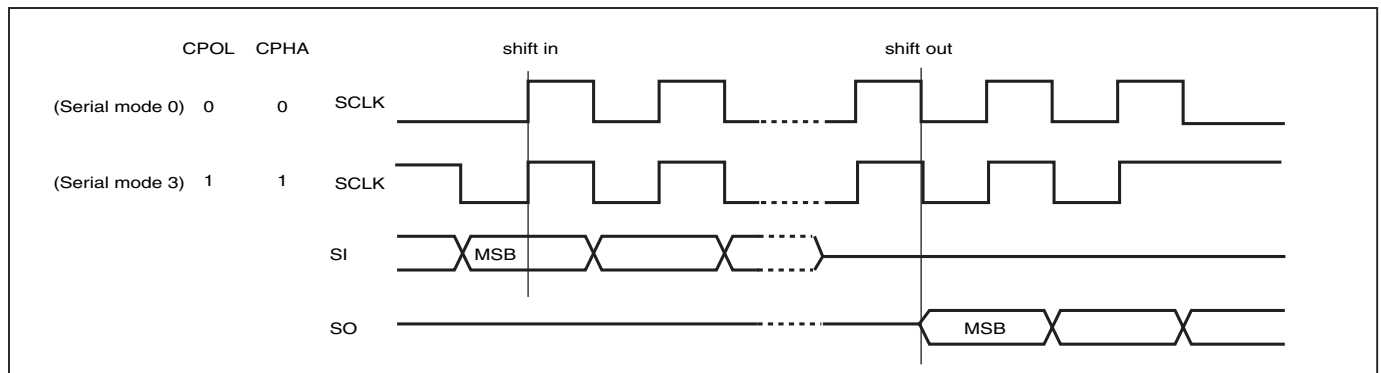 CPOL CPHA shift in shift out
(Serial mode 0) 0 0 SCLK
(Serial mode 3) 1 1 SCLK
SI MSB
SO MSB